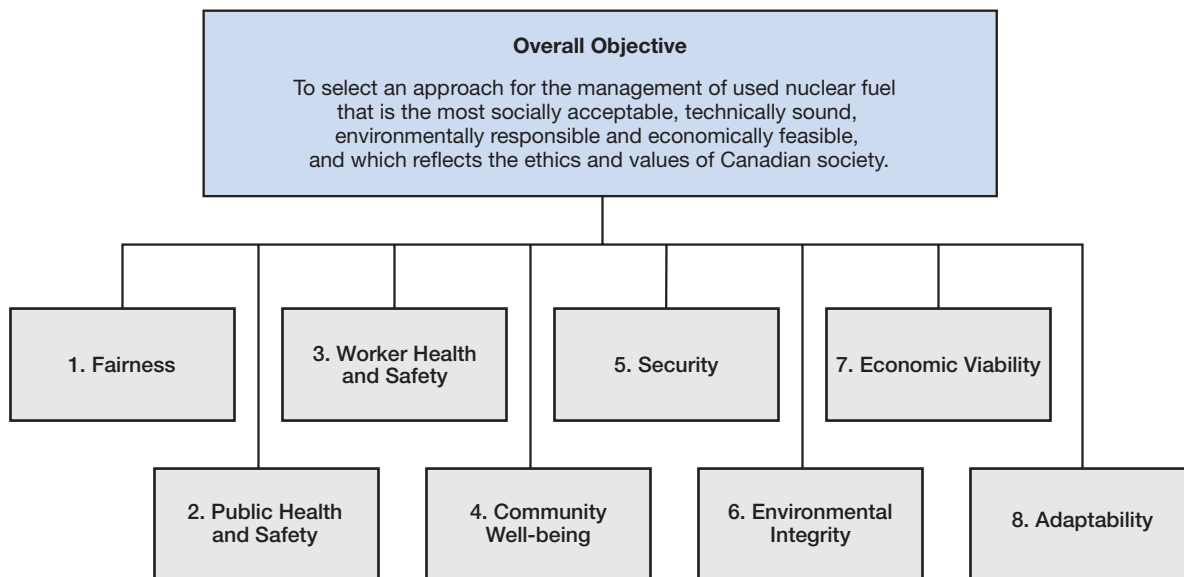 Overall Objective
To select an approach for the management of used nuclear fuel
that is the most socially acceptable, technically sound,
environmentally responsible and economically feasible,
and which reflects the ethics and values of Canadian society.
1. Fairness
3. Worker Health
and Safety
5. Security
7. Economic Viability
2. Public Health
and Safety
4. Community
Well-being
6. Environmental
Integrity
8. Adaptability